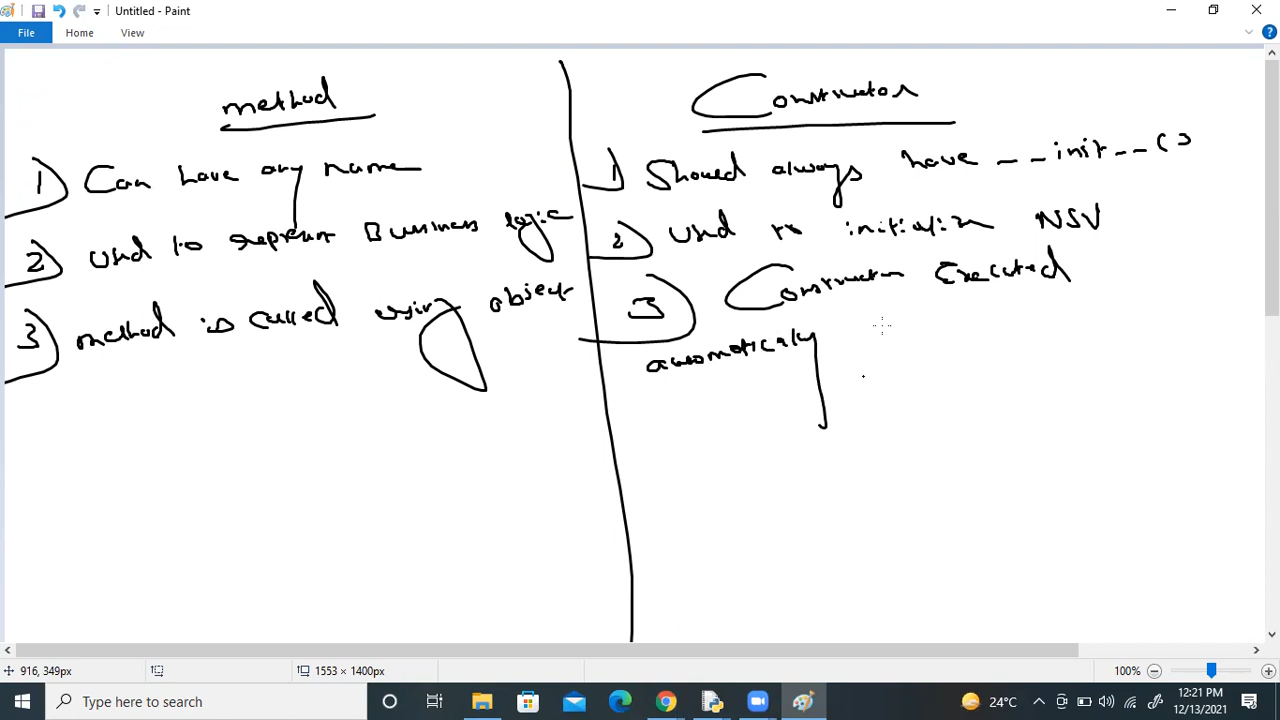 Untitled - Paint
File Home View
method
1) Can have any name
2) used to represent Business logic
3) method is called using object
Constructor
1) Should always have __init__()
2) used to initialize NSV
3) Constructor Executed
automatically
916, 349px
1553 × 1400px
100%
Type here to search
24°C
12:21 PM
12/13/2021